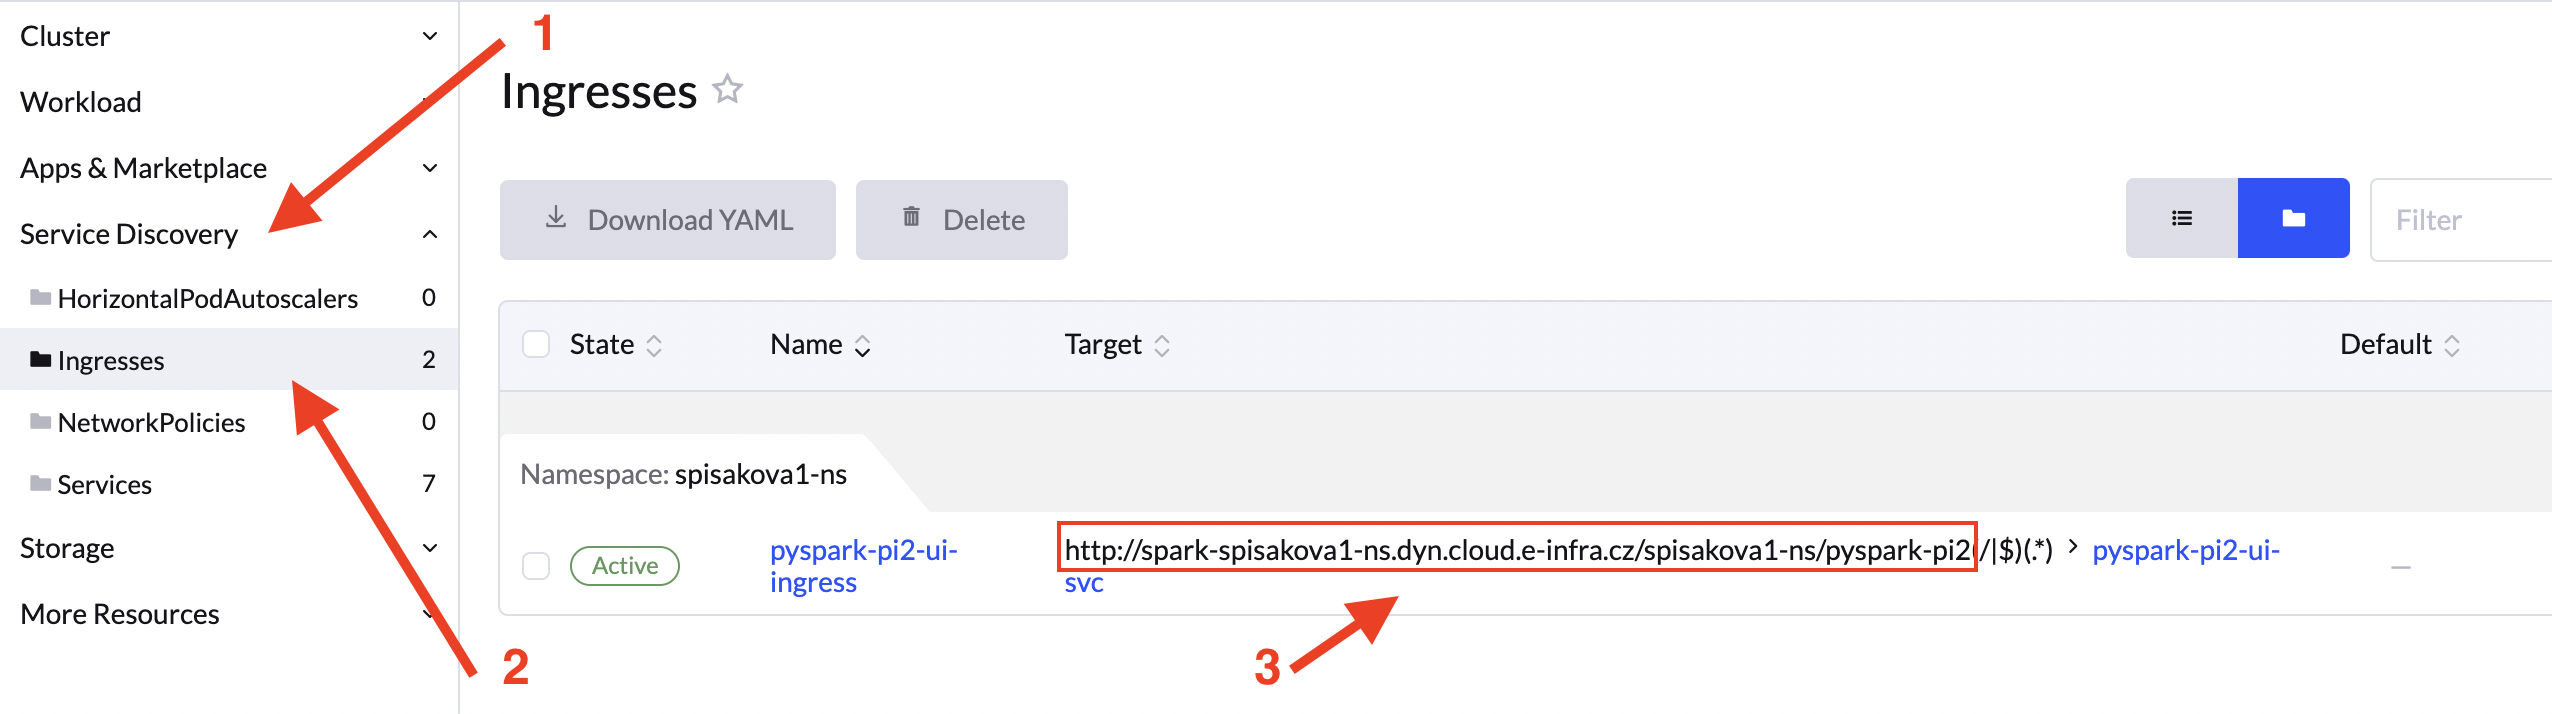 Cluster
Workload
Apps & Marketplace
Service Discovery
HorizontalPodAutoscalers 0
Ingresses 2
NetworkPolicies 0
Services 7
Storage
More Resources
1
2
Ingresses
Download YAML
Delete
Filter
State
Name
Target
Default
Namespace: spisakova1-ns
Active
pyspark-pi2-ui-
ingress
http://spark-spisakova1-ns.dyn.cloud.e-infra.cz/spisakova1-ns/pyspark-pi2(/|$)(.*) > pyspark-pi2-ui-
svc
—
3